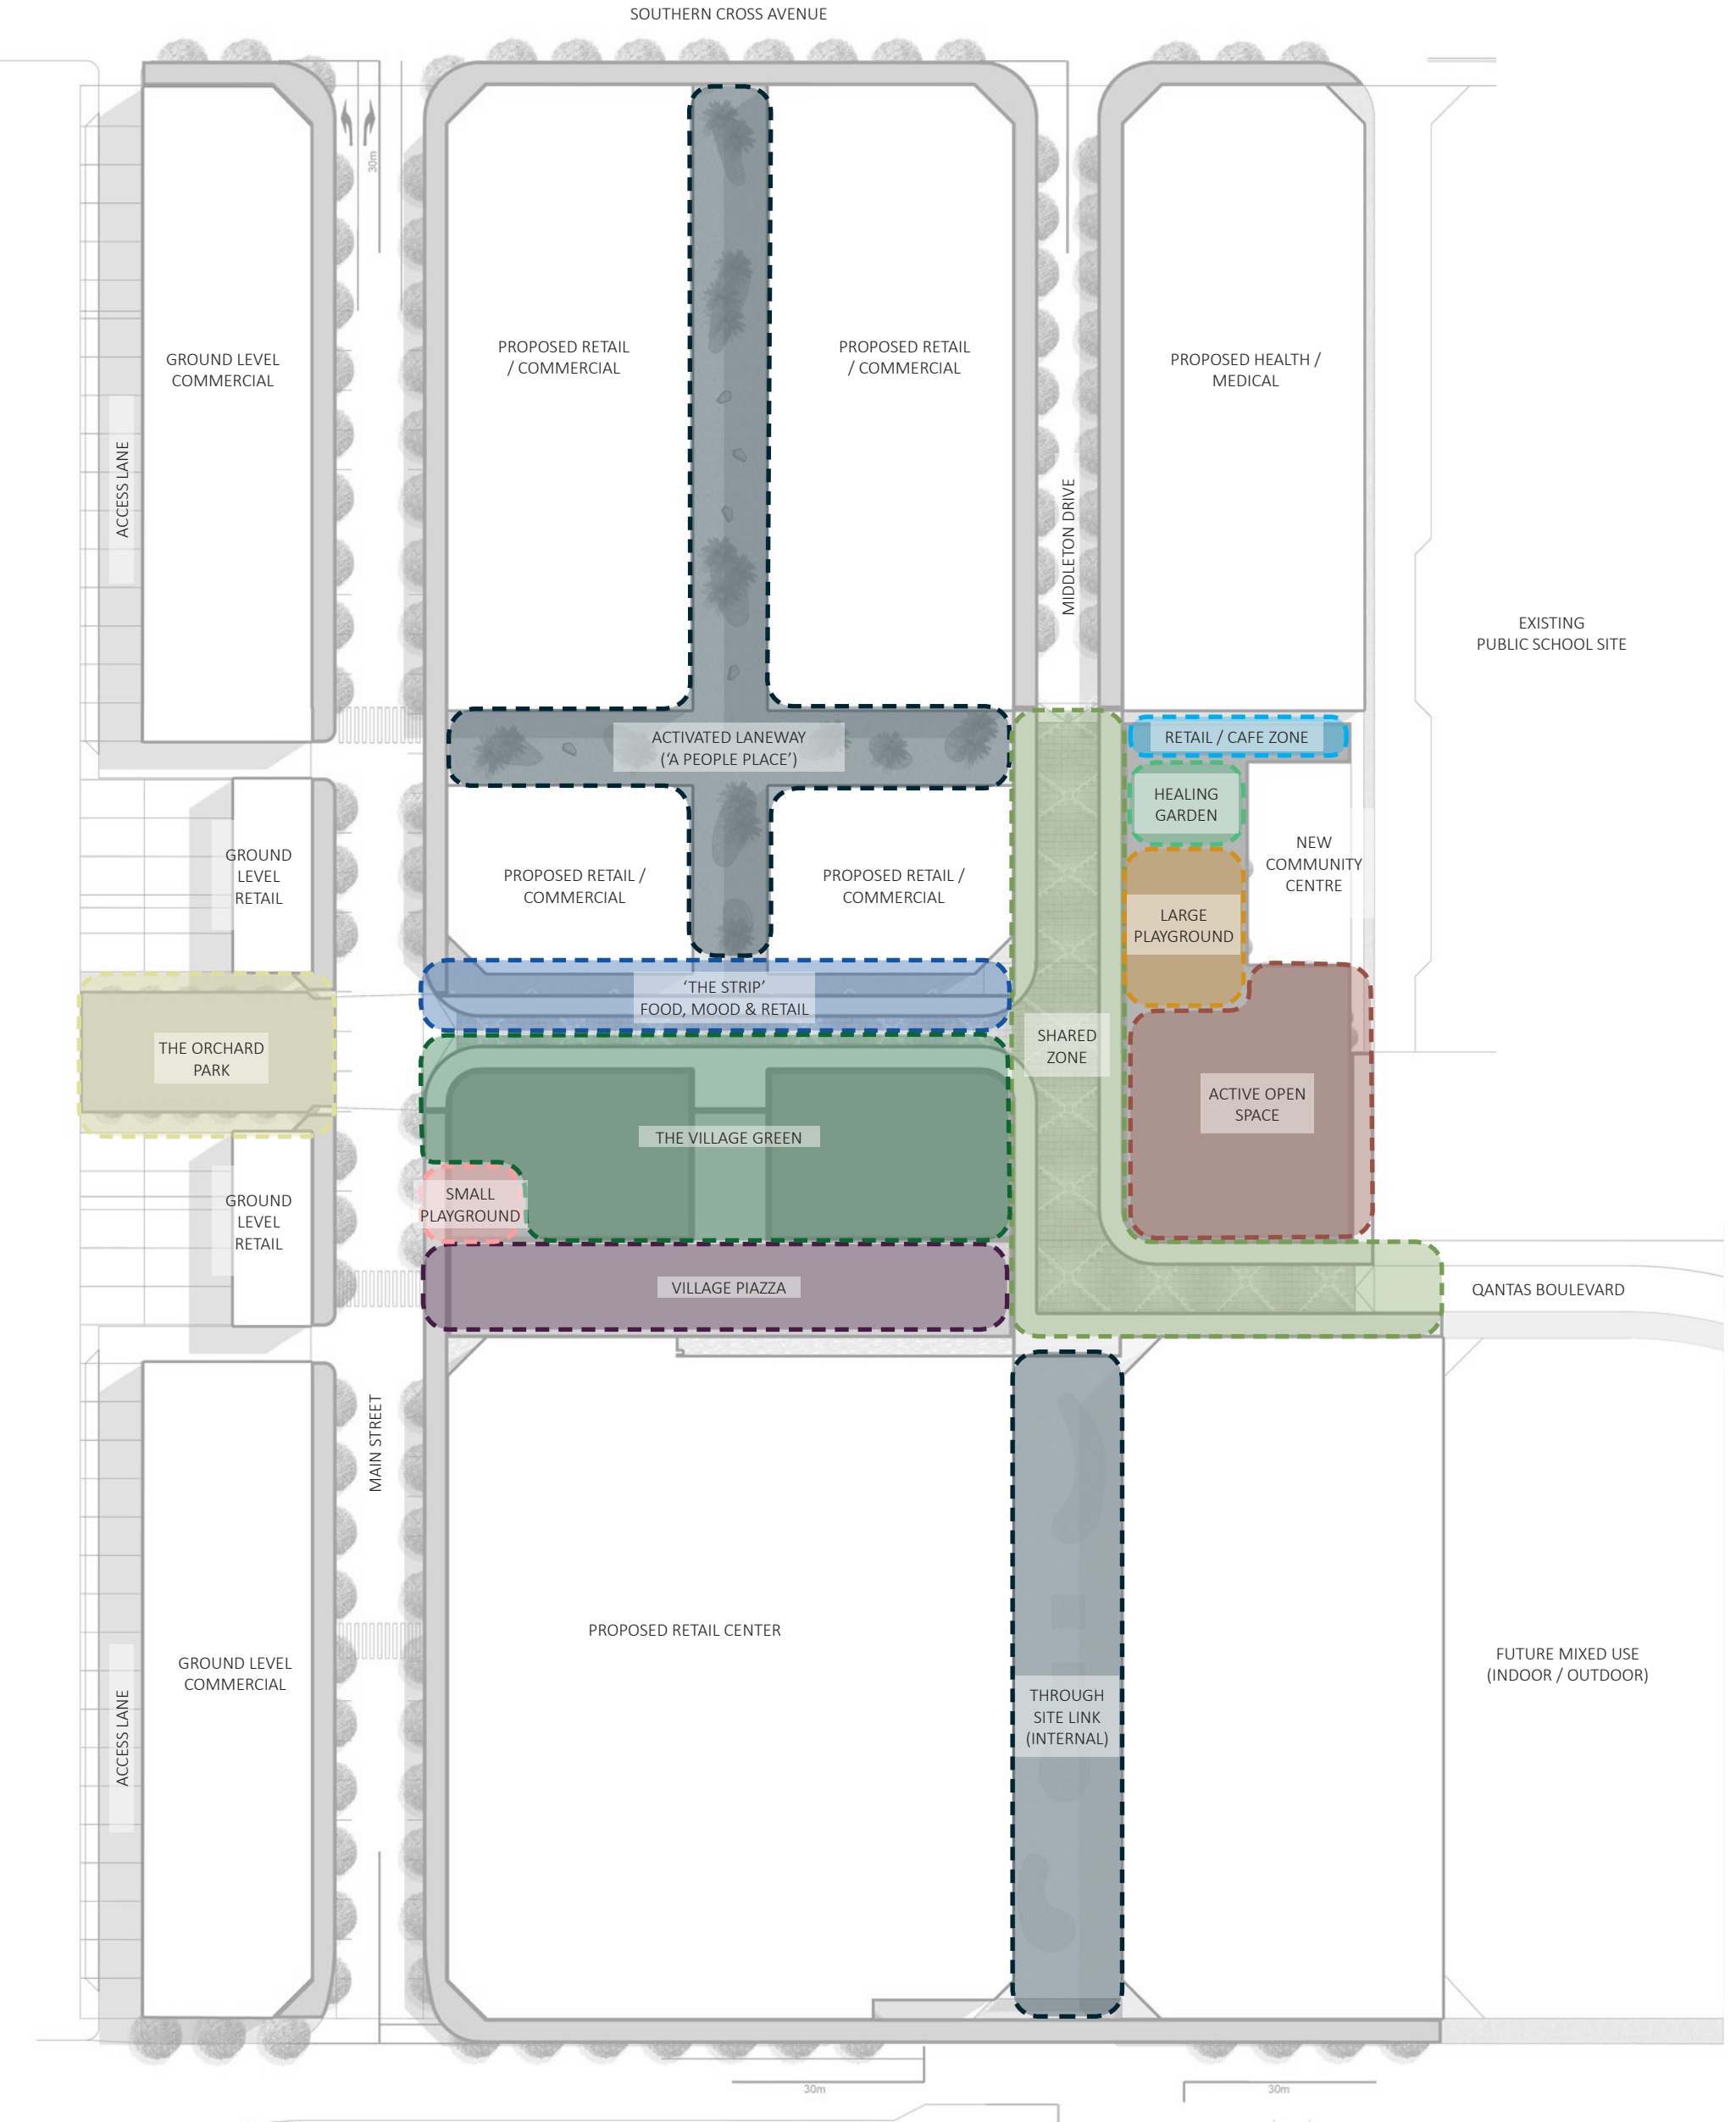 SOUTHERN CROSS AVENUE
30m
GROUND LEVEL
COMMERCIAL
PROPOSED RETAIL
/ COMMERCIAL
PROPOSED RETAIL
/ COMMERCIAL
PROPOSED HEALTH /
MEDICAL
ACCESS LANE
MIDDLETON DRIVE
EXISTING
PUBLIC SCHOOL SITE
ACTIVATED LANEWAY
(‘A PEOPLE PLACE’)
RETAIL / CAFE ZONE
HEALING
GARDEN
NEW
COMMUNITY
CENTRE
GROUND
LEVEL
RETAIL
PROPOSED RETAIL /
COMMERCIAL
PROPOSED RETAIL /
COMMERCIAL
LARGE
PLAYGROUND
‘THE STRIP’
FOOD, MOOD & RETAIL
THE ORCHARD
PARK
SHARED
ZONE
ACTIVE OPEN
SPACE
THE VILLAGE GREEN
SMALL
PLAYGROUND
GROUND
LEVEL
RETAIL
VILLAGE PIAZZA
QANTAS BOULEVARD
MAIN STREET
PROPOSED RETAIL CENTER
GROUND LEVEL
COMMERCIAL
ACCESS LANE
THROUGH
SITE LINK
(INTERNAL)
FUTURE MIXED USE
(INDOOR / OUTDOOR)
30m
30m